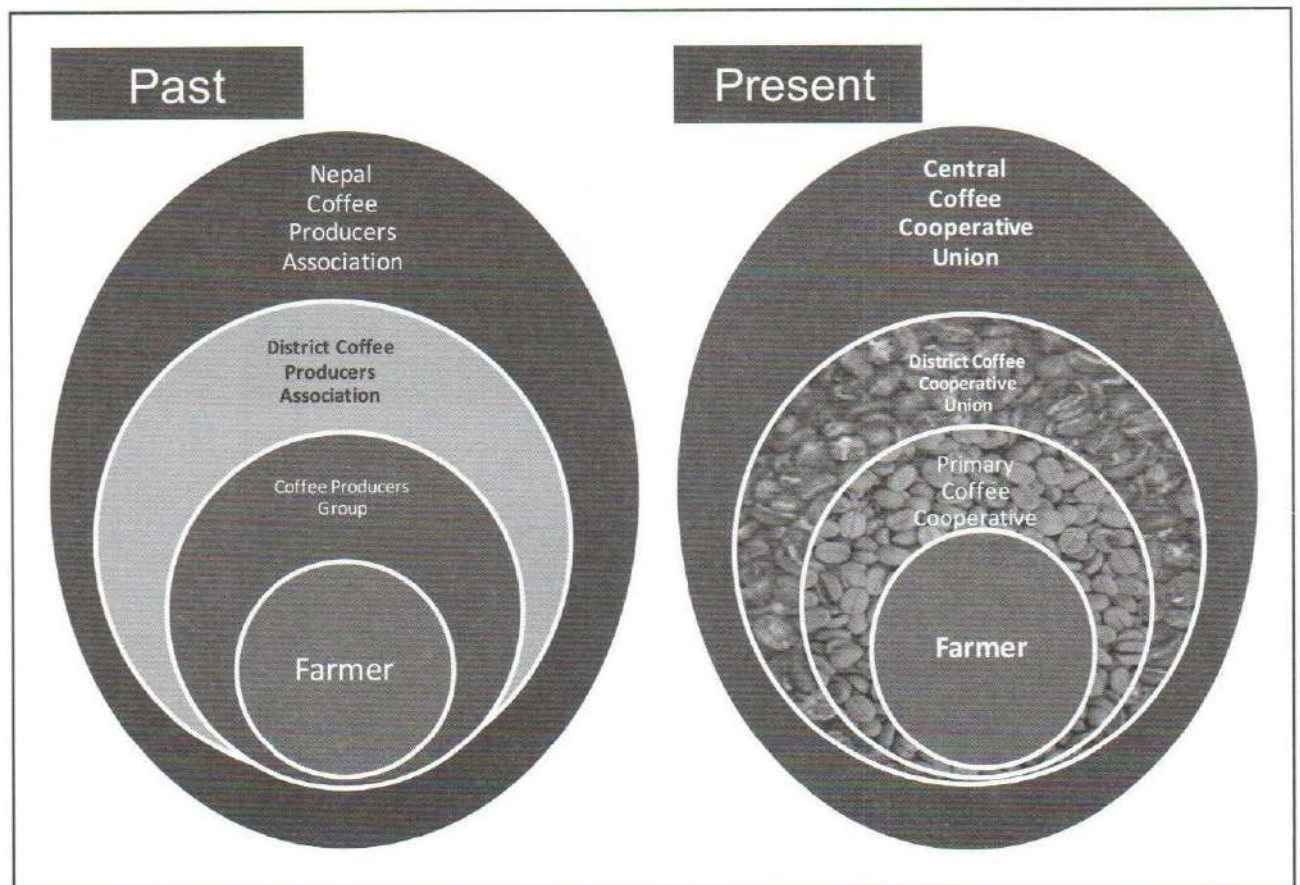 Past
Nepal
Coffee
Producers
Association
District Coffee
Producers
Association
Coffee Producers
Group
Farmer
Present
Central
Coffee
Cooperative
Union
District Coffee
Cooperative
Union
Primary
Coffee
Cooperative
Farmer